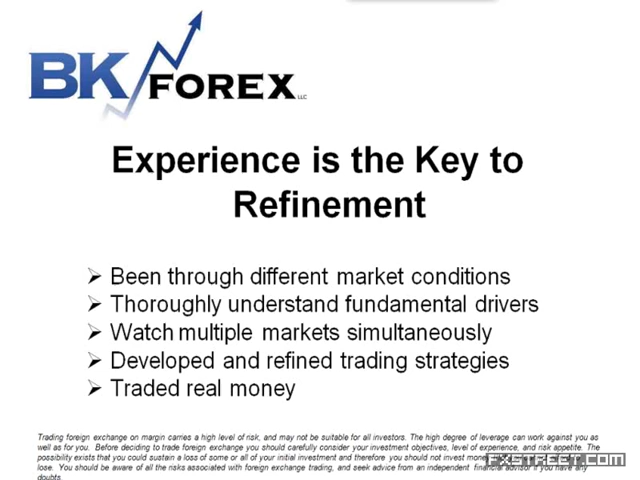 BK FOREX LLC
Experience is the Key to
Refinement
➢ Been through different market conditions
➢ Thoroughly understand fundamental drivers
➢ Watch multiple markets simultaneously
➢ Developed and refined trading strategies
➢ Traded real money
Trading foreign exchange on margin carries a high level of risk, and may not be suitable for all investors. The high degree of leverage can work against you as
well as for you. Before deciding to trade foreign exchange you should carefully consider your investment objectives, level of experience, and risk appetite. The
possibility exists that you could sustain a loss of some or all of your initial investment and therefore you should not invest
lose. You should be aware of all the risks associated with foreign exchange trading, and seek advice from an independent financial advisor if you have any
doubts.
FXSTREET.COM